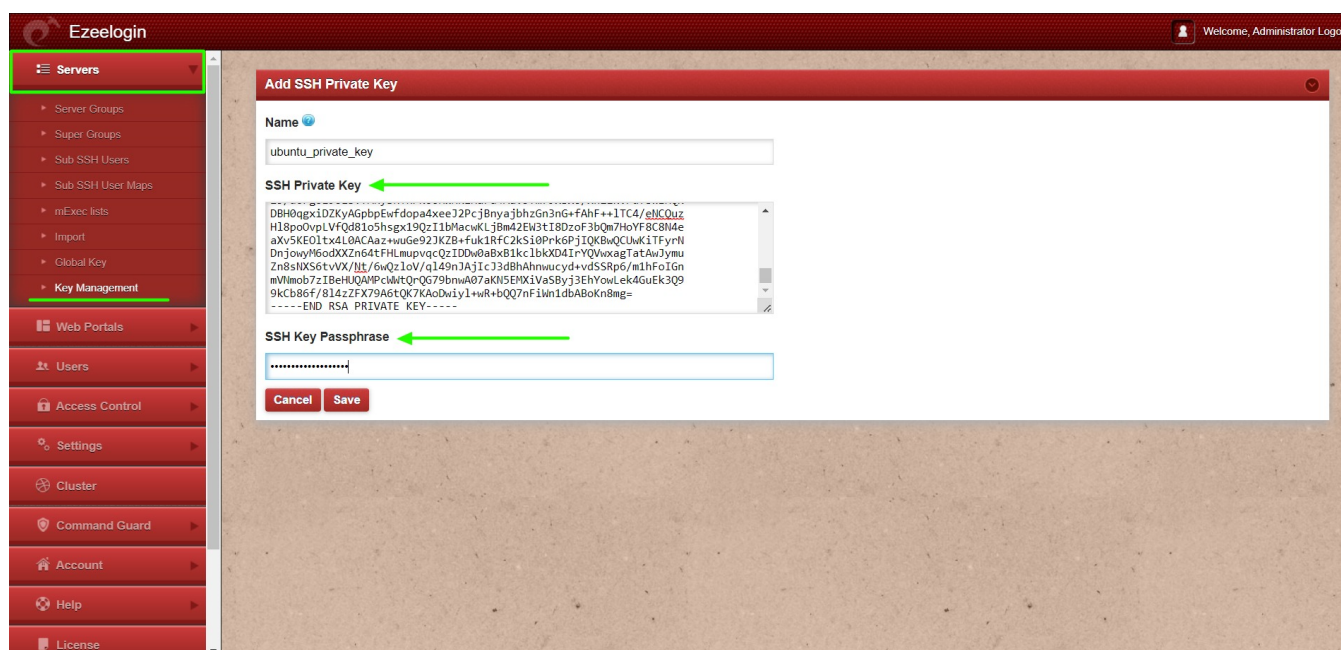 Ezeelogin
Welcome, Administrator Logo
Servers
Server Groups
Super Groups
Sub SSH Users
Sub SSH User Maps
mExec lists
Import
Global Key
Key Management
Web Portals
Users
Access Control
Settings
Cluster
Command Guard
Account
Help
License
Add SSH Private Key
Name
ubuntu_private_key
SSH Private Key
DBH0qgxiDZKyAGpbpEwfdopa4xeeJ2PcjBnyajbhzGn3nG+fAhF++lTC4/eNCQuz
Hl8poOvpLVfQd81o5hsgx19QzI1bMacwKLjBm42EW3tI8DzoF3bQm7HoYF8C8N4e
aXv5KEOltx4L0ACAaz+wuGe92JKZB+fuk1RfC2kSi0Prk6PjIQKBwQCUwKiTFyrN
DnjowyM6odXXZn64tFHLmupvqcQzIDDw0aBxB1kclbkXD4IrYQVwxagTatAwJymu
Zn8sNXS6tvVX/Nt/6wQzloV/ql49nJAjIcJ3dBhAhnwucyd+vdSSRp6/m1hFoIGn
mVNmob7zIBeHUQAMPcWWtQrQG79bnwA07aKN5EMXiVaSByj3EhYowLek4GuEk3Q9
9kCb86f/8l4zZFX79A6tQK7KAoDwiyl+wR+bQQ7nFiWn1dbABoKn8mg=
-----END RSA PRIVATE KEY-----
SSH Key Passphrase
Cancel
Save